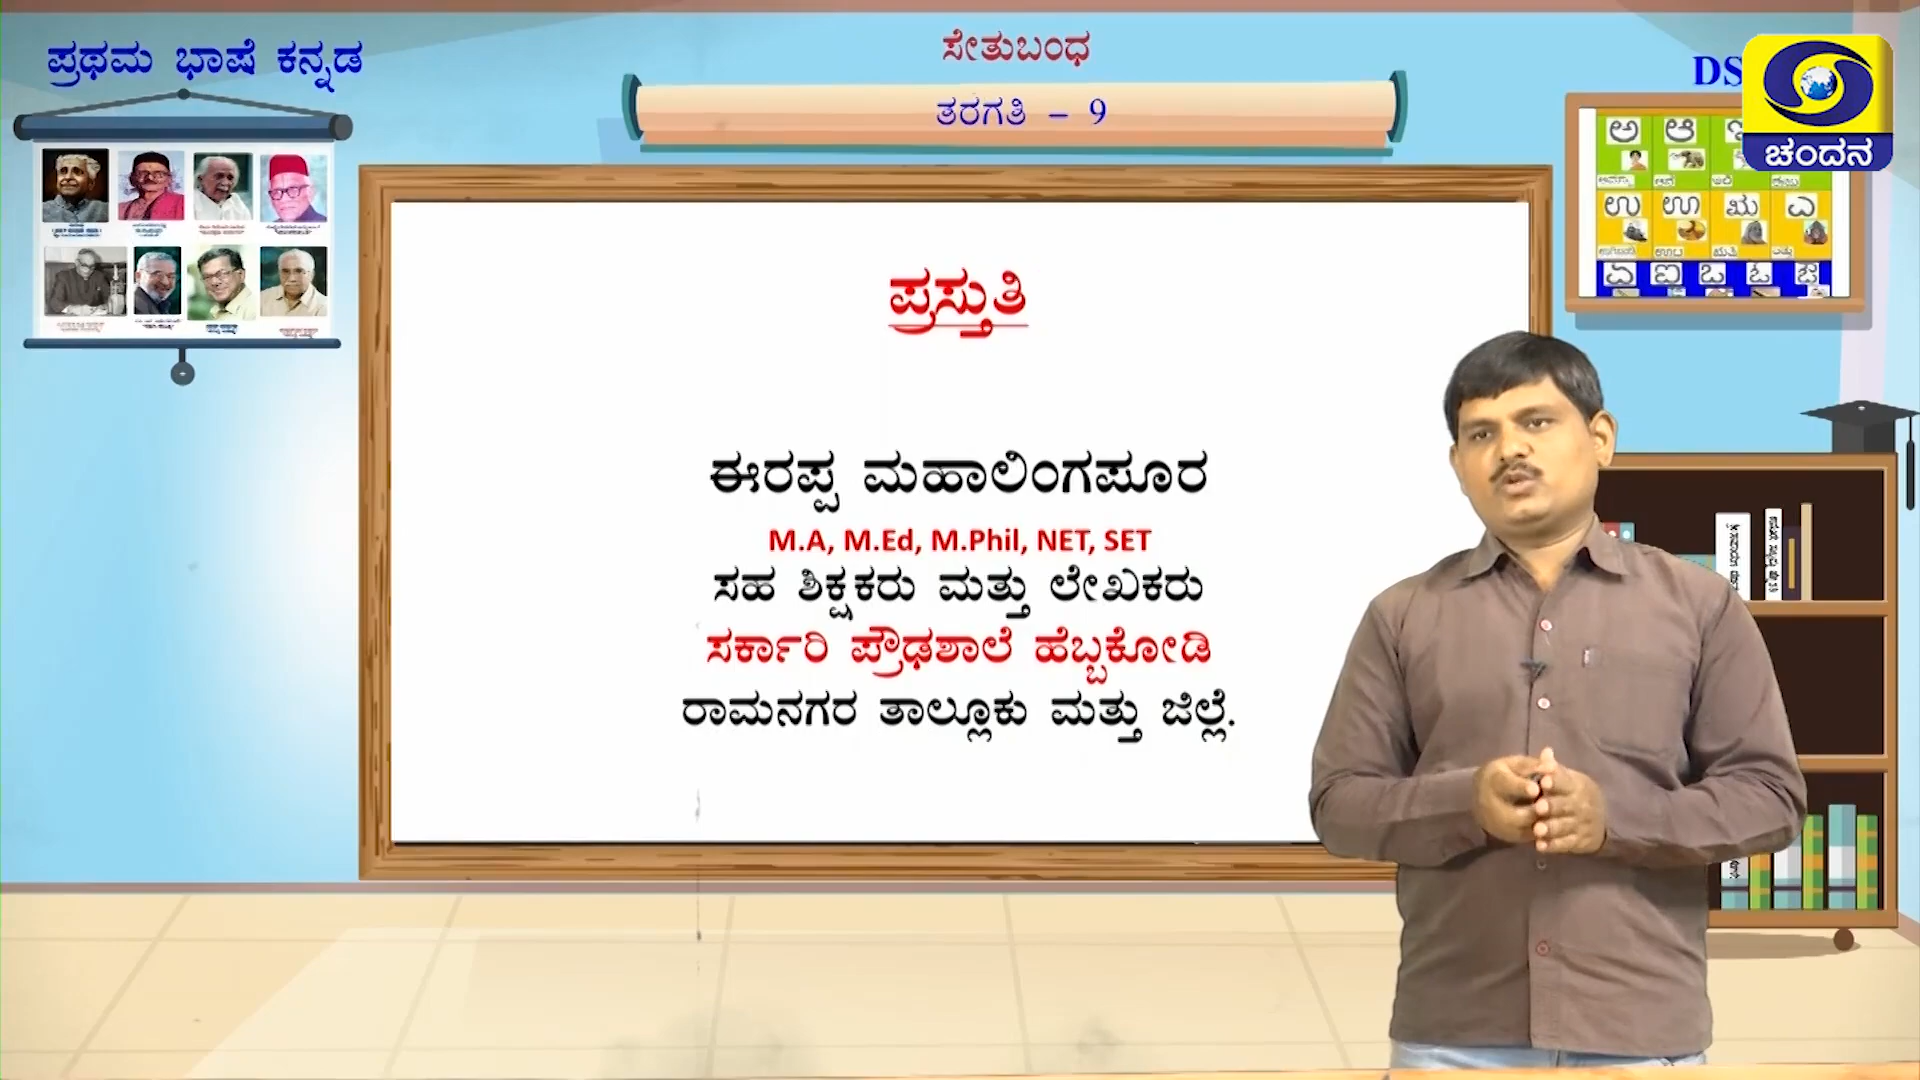 ಪ್ರಥಮ ಭಾಷೆ ಕನ್ನಡ
ಸೇತುಬಂಧ
ತರಗತಿ – 9
DS
ಚಂದನ
ಅ ಆ
ಉ ಊ ಋ ಎ
ಏ ಐ ಒ ಓ ಔ
ಪ್ರಸ್ತುತಿ
ಈರಪ್ಪ ಮಹಾಲಿಂಗಪೂರ
M.A, M.Ed, M.Phil, NET, SET
ಸಹ ಶಿಕ್ಷಕರು ಮತ್ತು ಲೇಖಕರು
ಸರ್ಕಾರಿ ಪ್ರೌಢಶಾಲೆ ಹೆಬ್ಬಕೋಡಿ
ರಾಮನಗರ ತಾಲ್ಲೂಕು ಮತ್ತು ಜಿಲ್ಲೆ.